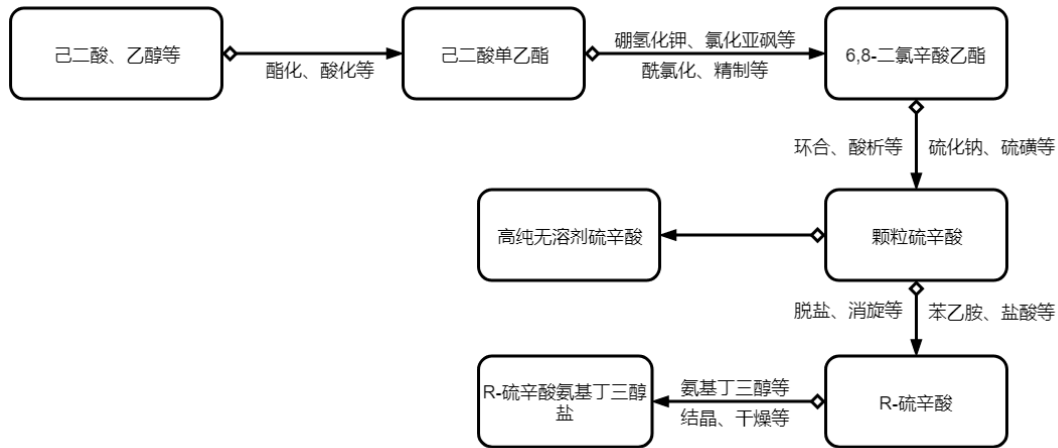 己二酸、乙醇等
酯化、酸化等
己二酸单乙酯
硼氢化钾、氯化亚砜等
酰氯化、精制等
6,8-二氯辛酸乙酯
环合、酸析等
硫化钠、硫磺等
高纯无溶剂硫辛酸
颗粒硫辛酸
脱盐、消旋等
苯乙胺、盐酸等
R-硫辛酸氨基丁三醇
盐
氨基丁三醇等
结晶、干燥等
R-硫辛酸